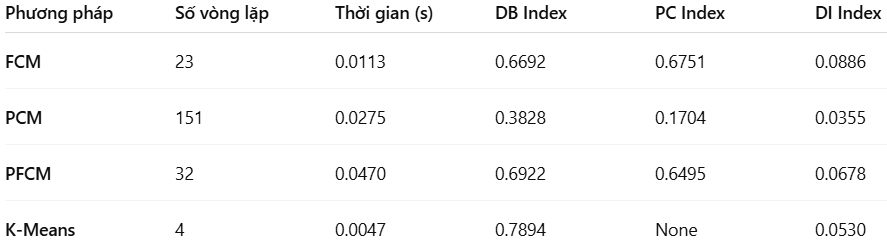 Phương pháp Số vòng lặp Thời gian (s) DB Index PC Index DI Index
FCM 23 0.0113 0.6692 0.6751 0.0886
PCM 151 0.0275 0.3828 0.1704 0.0355
PFCM 32 0.0470 0.6922 0.6495 0.0678
K-Means 4 0.0047 0.7894 None 0.0530